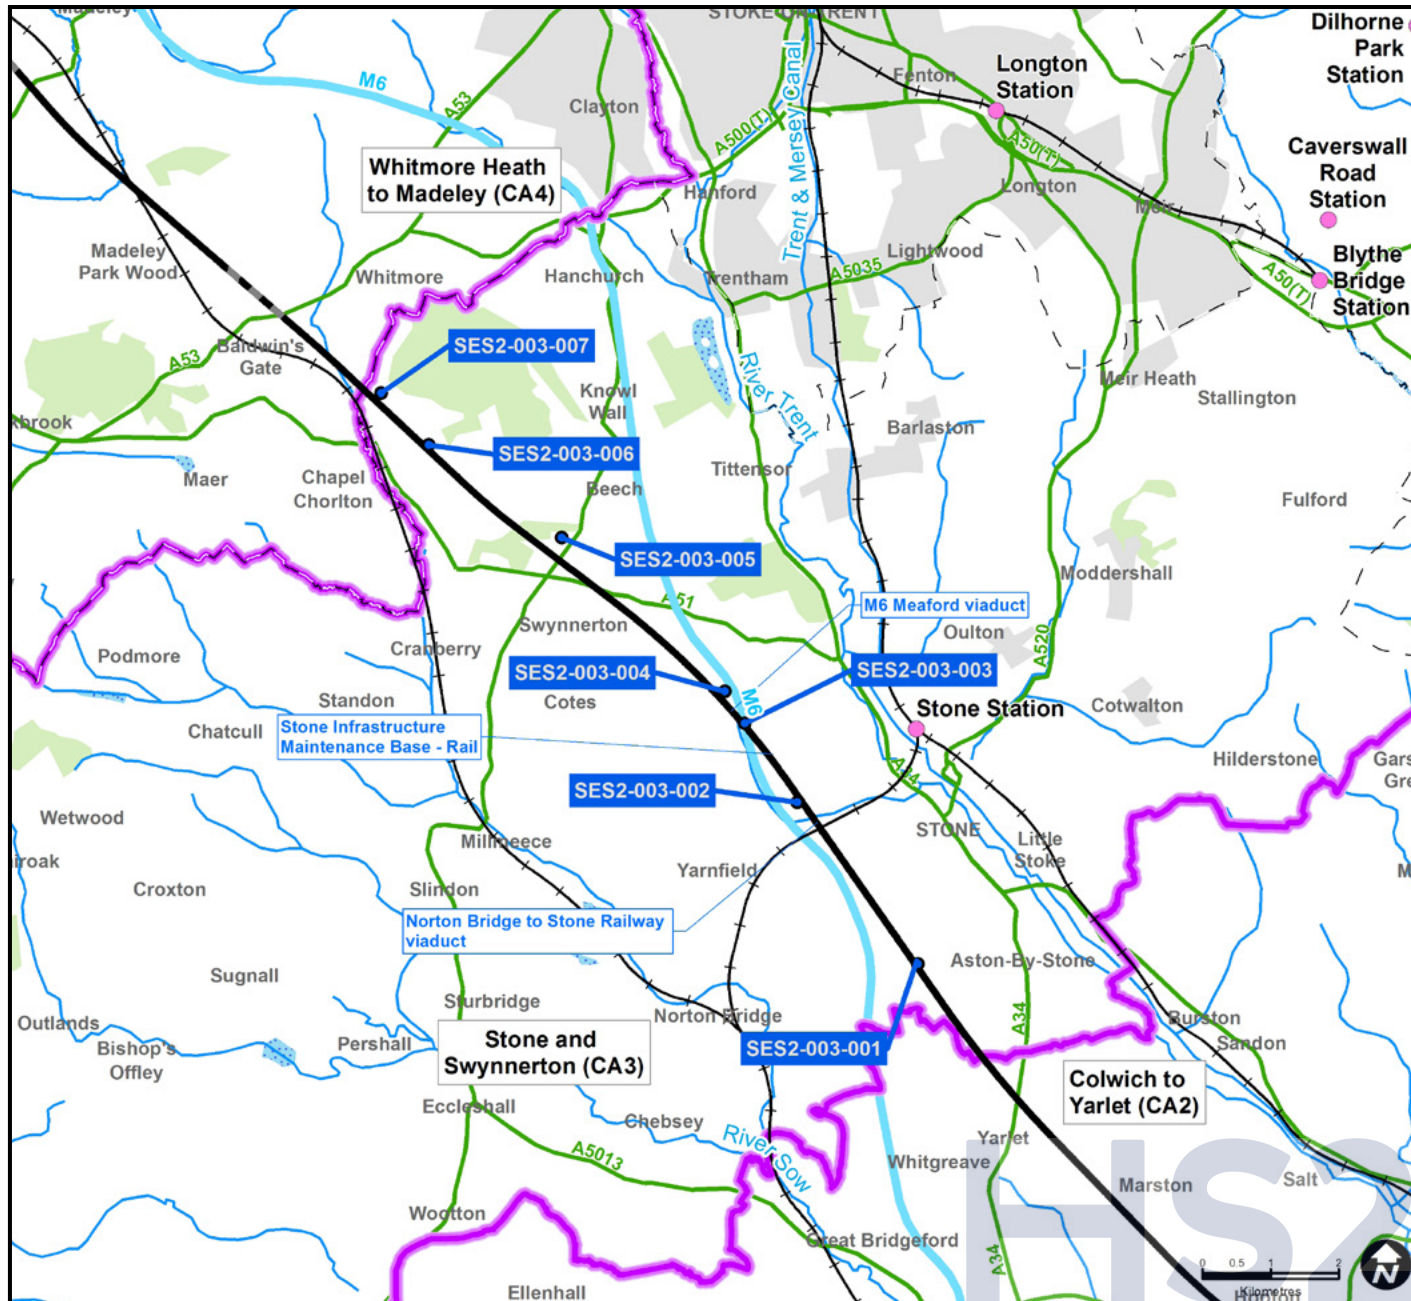 Madeley
STOKE ON TRENT
Dilhorne
Park
Station
M6
A53
Clayton
Trent & Mersey Canal
Fenton
Longton
Station
A500(T)
A50(T)
Whitmore Heath
to Madeley (CA4)
Hanford
Longton
Meir
Caverswall
Road
Station
Madeley
Park Wood
Whitmore
Hanchurch
Trentham
A5035
Lightwood
A50(T)
Blythe
Bridge
Station
SES2-003-007
Baldwin's
Gate
A53
River Trent
Knowl
Wall
Meir Heath
Stallington
Barlaston
SES2-003-006
Maer
Chapel
Chorlton
Beech
Tittensor
Fulford
SES2-003-005
Moddershall
A51
M6 Meaford viaduct
Swynnerton
Oulton
A520
Cranberry
Podmore
SES2-003-004
SES2-003-003
M6
Standon
Cotes
Stone Station
Cotwalton
Chatcull
Stone Infrastructure
Maintenance Base - Rail
Hilderstone
A34
SES2-003-002
Wetwood
STONE
Little
Stoke
Millmeece
Yarnfield
Croxton
Slindon
Norton Bridge to Stone Railway
viaduct
Aston-By-Stone
Sugnall
Sturbridge
A34
Outlands
Norton Bridge
Burston
Sandon
Bishop's
Offley
Pershall
Stone and
Swynnerton (CA3)
SES2-003-001
Colwich to
Yarlet (CA2)
Eccleshall
Chebsey
River Sow
A5013
Yarlet
Whitgreave
Marston
Salt
Wootton
Great Bridgeford
A34
HS2
Ellenhall
0 0.5 1 2
Kilometres
N